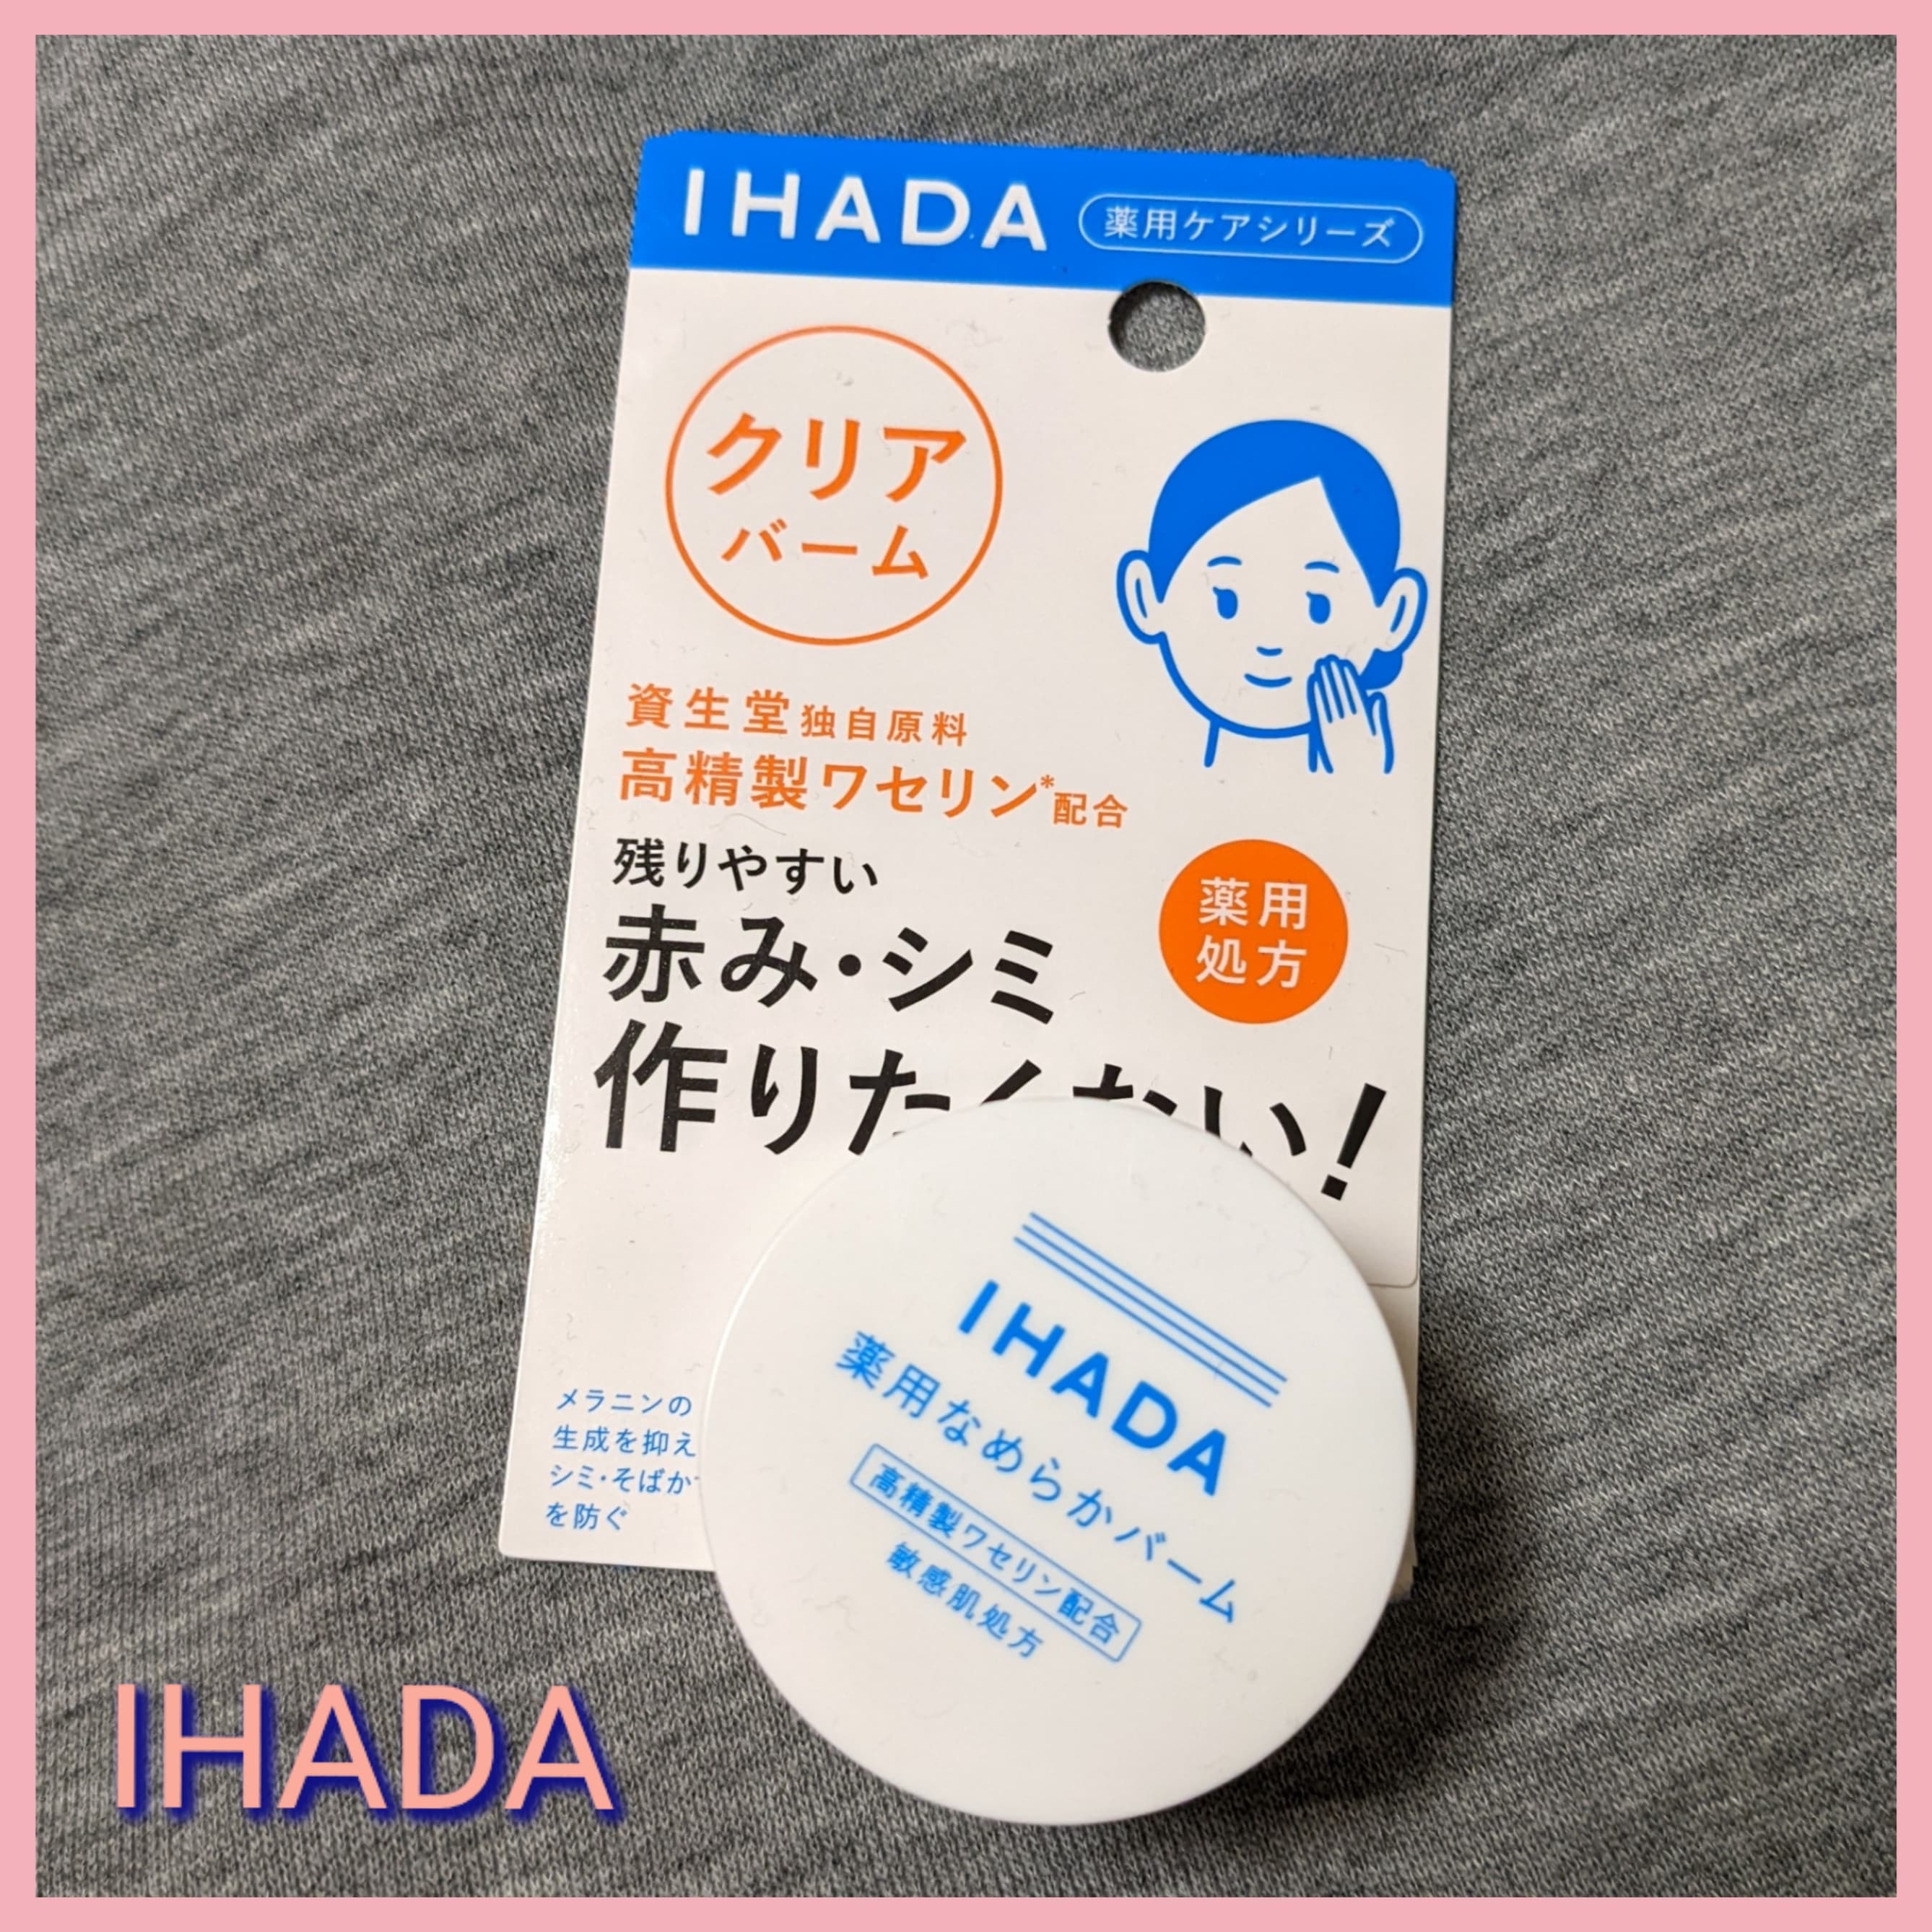 IHADA 薬用ケアシリーズ
クリア
バーム
資生堂独自原料
高精製ワセリン*配合
残りやすい
赤み・シミ
作りたくない!
薬用
処方
メラニンの
生成を抑え
シミ・そばか
を防ぐ
IHADA
薬用なめらかバーム
高精製ワセリン配合
敏感肌処方
IHADA